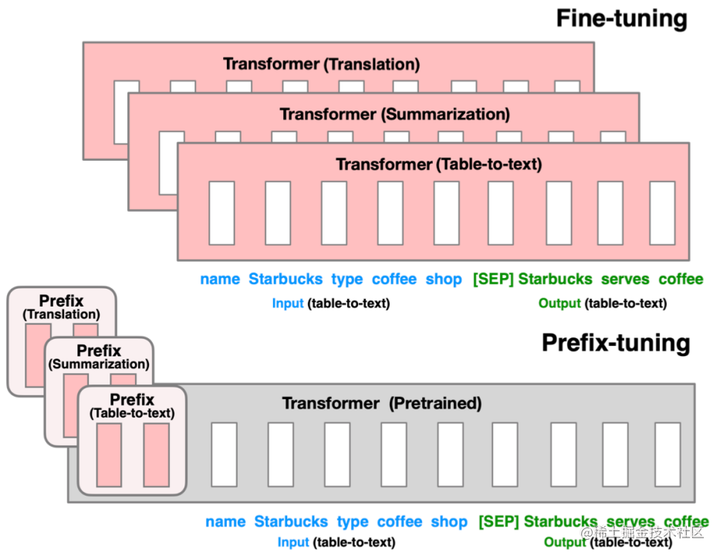 Fine-tuning
Transformer (Translation)
Transformer (Summarization)
Transformer (Table-to-text)
name Starbucks type coffee shop [SEP] Starbucks serves coffee
Input (table-to-text) Output (table-to-text)
Prefix-tuning
Prefix
(Translation)
Prefix
(Summarization)
Prefix
(Table-to-text)
Transformer (Pretrained)
name Starbucks type coffee shop [SEP] Starbucks serves coffee
Input (table-to-text) Output (table-to-text)
@稀土掘金技术社区